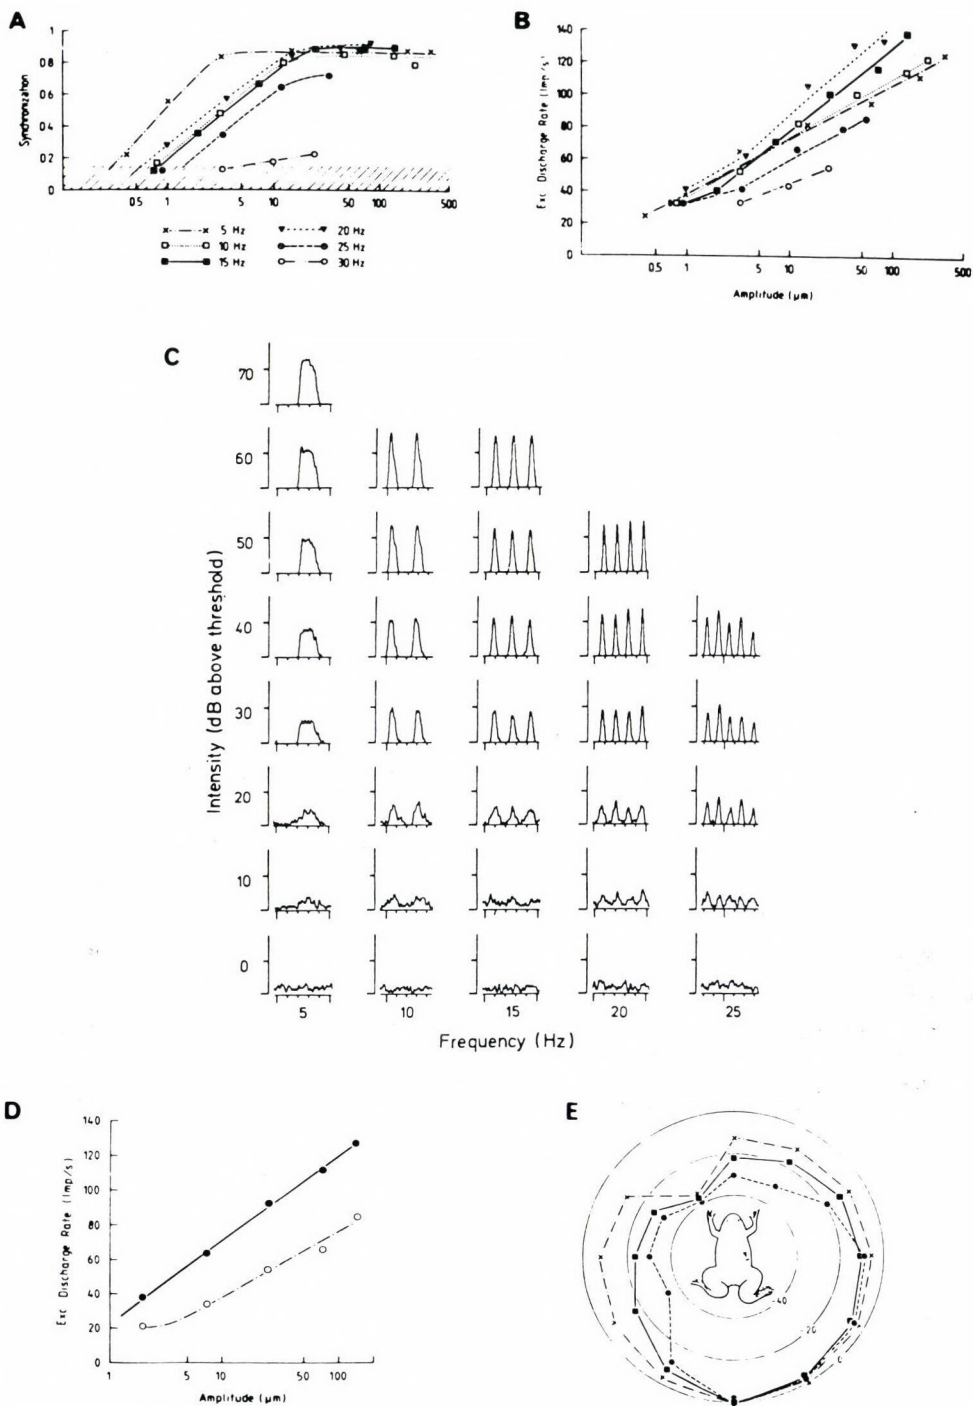 A
Synchronization
1
0.8
0.6
0.4
0.2
0
0.5 1 5 10 50 100 500
5 Hz
10 Hz
15 Hz
20 Hz
25 Hz
30 Hz
B
Exc Discharge Rate (Imp/s)
140
120
100
80
60
40
20
0
0.5 1 5 10 50 100 500
Amplitude (µm)
C
Intensity (dB above threshold)
70
60
50
40
30
20
10
0
5 10 15 20 25
Frequency (Hz)
D
Exc Discharge Rate (Imp/s)
140
120
100
80
60
40
20
0
1 5 10 50 100
Amplitude (µm)
E
-40
-20
0